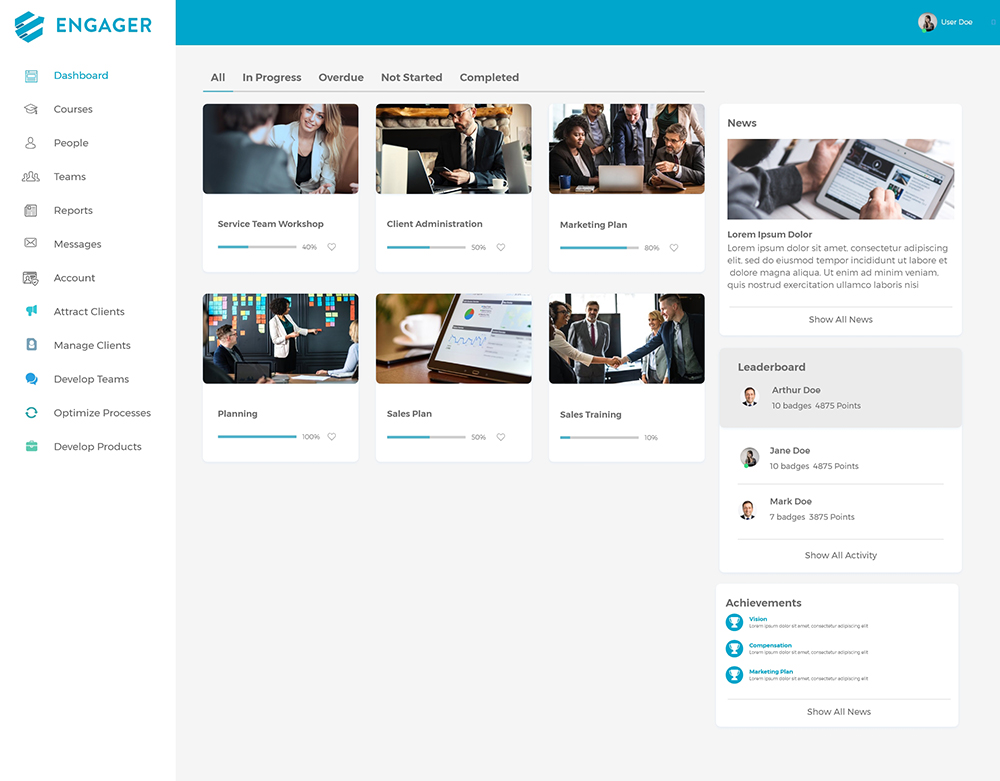 ENGAGER
User Doe
Dashboard
Courses
People
Teams
Reports
Messages
Account
Attract Clients
Manage Clients
Develop Teams
Optimize Processes
Develop Products
All In Progress Overdue Not Started Completed
Service Team Workshop
40%
Client Administration
50%
Marketing Plan
80%
Planning
100%
Sales Plan
50%
Sales Training
10%
News
Lorem Ipsum Dolor
Lorem ipsum dolor sit amet, consectetur adipiscing
elit, sed do eiusmod tempor incididunt ut labore et
dolore magna aliqua. Ut enim ad minim veniam,
quis nostrud exercitation ullamco laboris nisi
Show All News
Leaderboard
Arthur Doe
10 badges 4875 Points
Jane Doe
10 badges 4875 Points
Mark Doe
7 badges 3875 Points
Show All Activity
Achievements
Vision
Lorem ipsum dolor sit amet, consectetur adipiscing elit
Compensation
Lorem ipsum dolor sit amet, consectetur adipiscing elit
Marketing Plan
Lorem ipsum dolor sit amet, consectetur adipiscing elit
Show All News